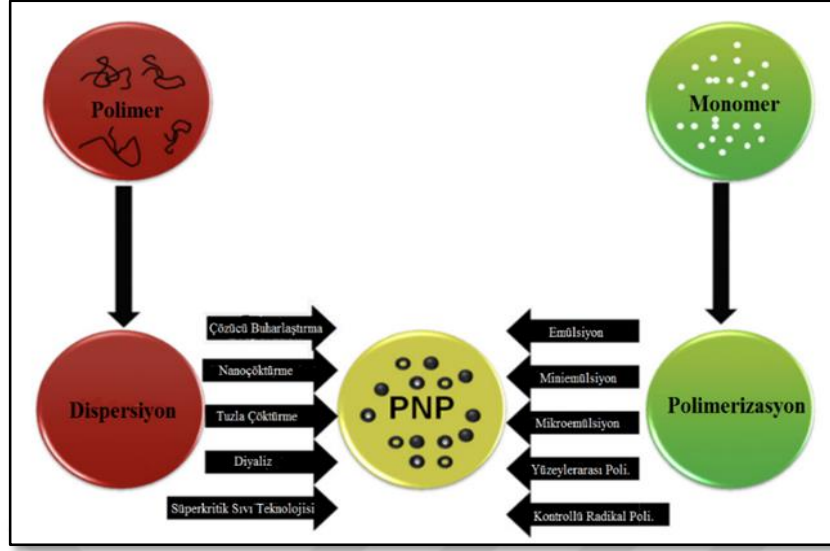 Polimer
Monomer
Dispersiyon
Çözücü Buharlaştırma
Nanoçöktürme
Tuzla Çöktürme
Diyaliz
Süperkritik Sıvı Teknolojisi
PNP
Emülsiyon
Miniemülsiyon
Mikroemülsiyon
Yüzeylerarası Poli.
Kontrollü Radikal Poli.
Polimerizasyon